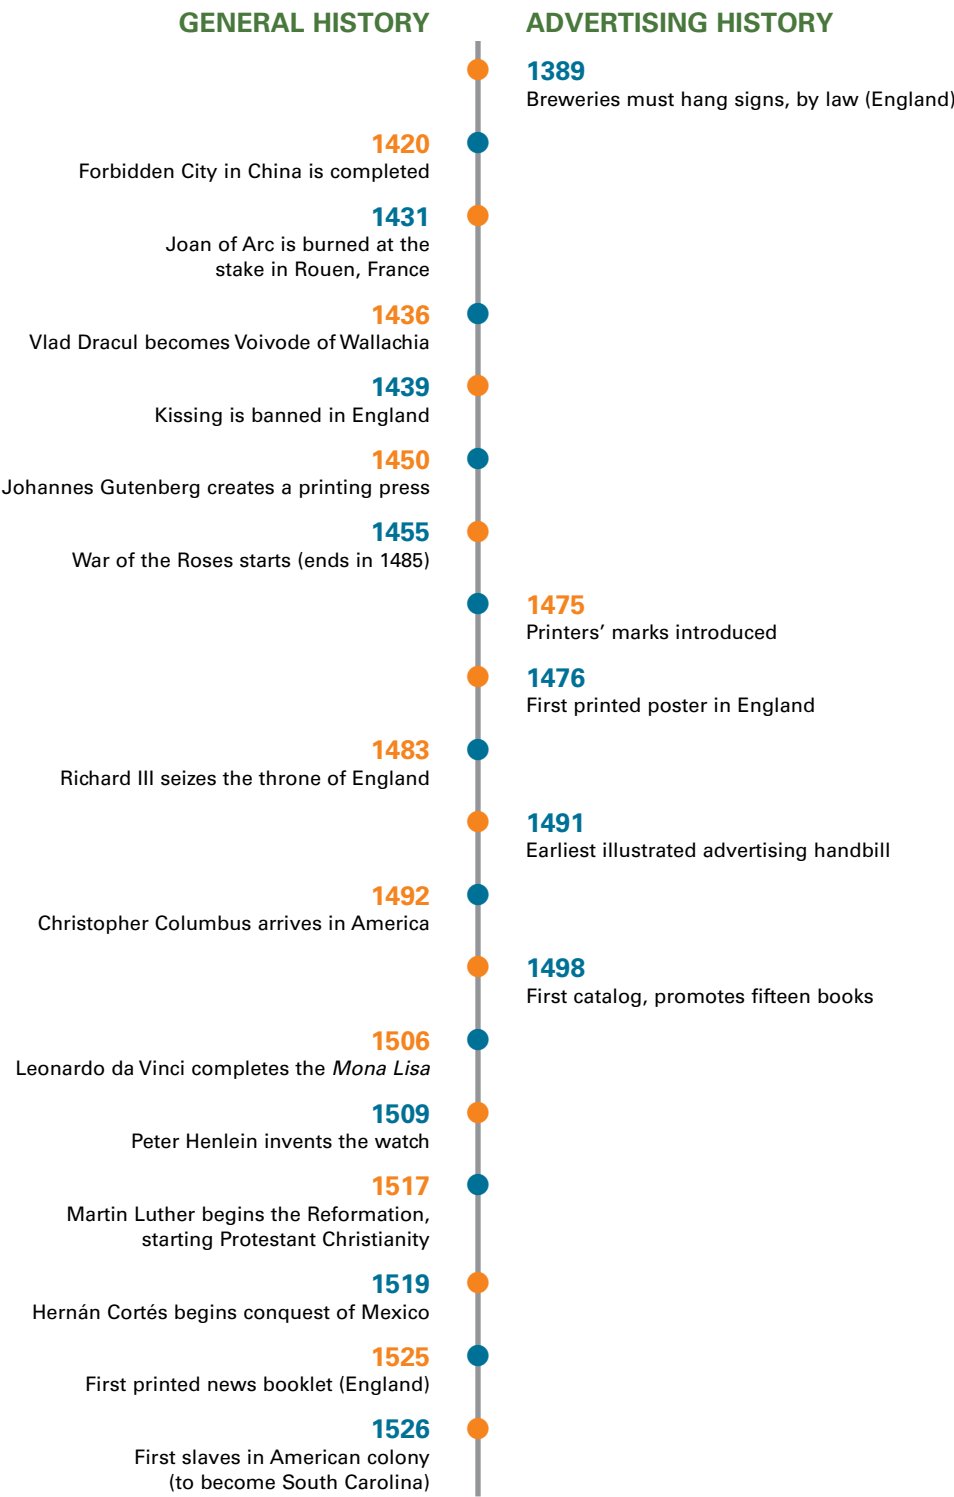 GENERAL HISTORY
ADVERTISING HISTORY
1389
Breweries must hang signs, by law (England)
1420
Forbidden City in China is completed
1431
Joan of Arc is burned at the
stake in Rouen, France
1436
Vlad Dracul becomes Voivode of Wallachia
1439
Kissing is banned in England
1450
Johannes Gutenberg creates a printing press
1455
War of the Roses starts (ends in 1485)
1475
Printers’ marks introduced
1476
First printed poster in England
1483
Richard III seizes the throne of England
1491
Earliest illustrated advertising handbill
1492
Christopher Columbus arrives in America
1498
First catalog, promotes fifteen books
1506
Leonardo da Vinci completes the Mona Lisa
1509
Peter Henlein invents the watch
1517
Martin Luther begins the Reformation,
starting Protestant Christianity
1519
Hernán Cortés begins conquest of Mexico
1525
First printed news booklet (England)
1526
First slaves in American colony
(to become South Carolina)